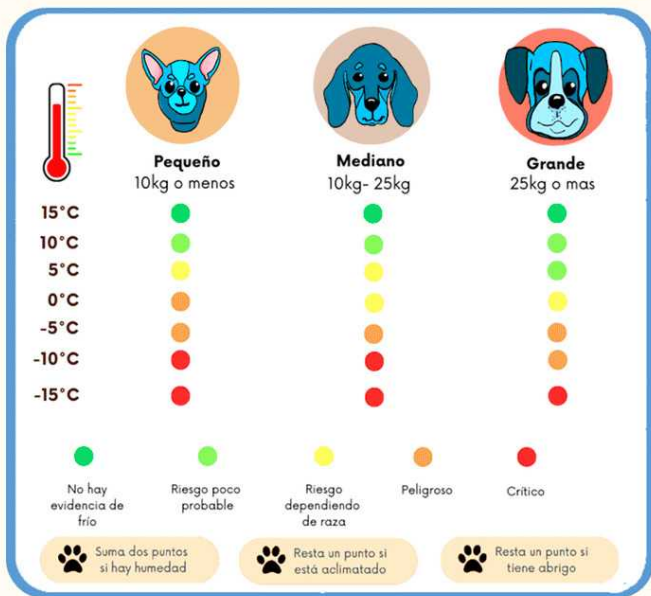 Pequeño
10kg o menos
Mediano
10kg- 25kg
Grande
25kg o mas
15°C
10°C
5°C
0°C
-5°C
-10°C
-15°C
No hay
evidencia de
frío
Riesgo poco
probable
Riesgo
dependiendo
de raza
Peligroso
Crítico
Suma dos puntos
si hay humedad
Resta un punto si
está aclimatado
Resta un punto si
tiene abrigo